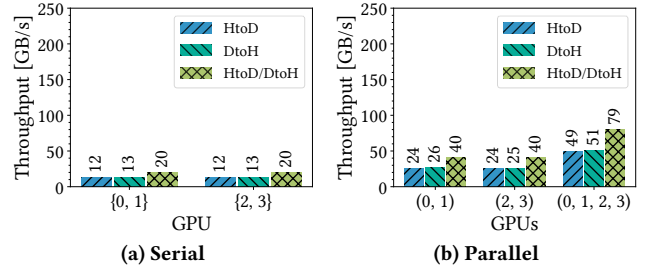 250
200
150
100
50
0
Throughput [GB/s]
HtoD
DtoH
HtoD/DtoH
12
13
20
12
13
20
{0, 1}
{2, 3}
GPU
(a) Serial
250
200
150
100
50
0
Throughput [GB/s]
HtoD
DtoH
HtoD/DtoH
24
26
40
24
25
40
49
51
79
(0, 1)
(2, 3)
(0, 1, 2, 3)
GPUs
(b) Parallel